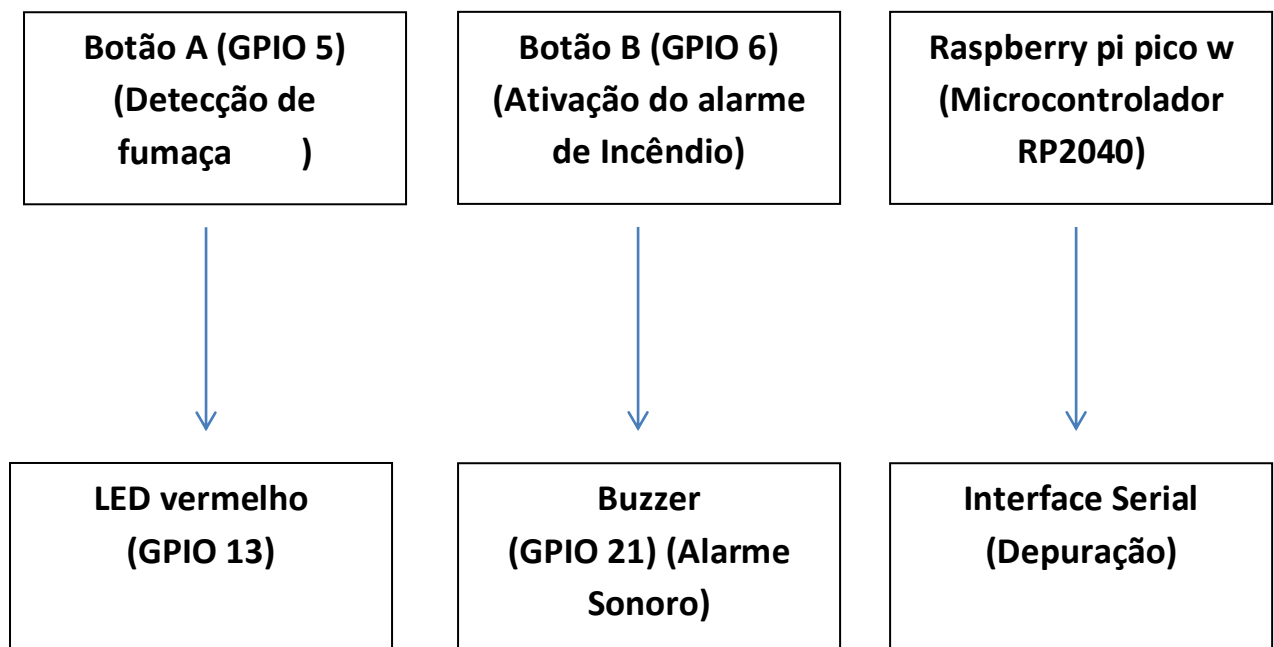 Botão A (GPIO 5)
(Detecção de
fumaça )
Botão B (GPIO 6)
(Ativação do alarme
de Incêndio)
Raspberry pi pico w
(Microcontrolador
RP2040)
LED vermelho
(GPIO 13)
Buzzer
(GPIO 21) (Alarme
Sonoro)
Interface Serial
(Depuração)